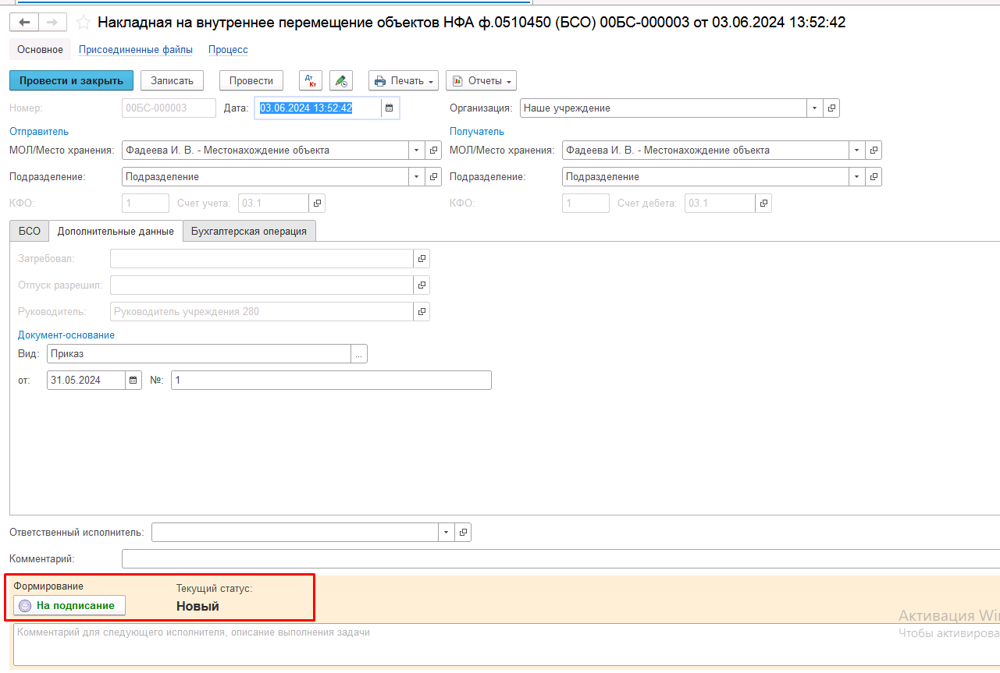 Накладная на внутреннее перемещение объектов НФА ф.0510450 (БСО) 00БС-000003 от 03.06.2024 13:52:42
Основное Присоединенные файлы Процесс
Провести и закрыть Записать Провести Дт Кт Печать Отчеты
Номер: 00БС-000003 Дата: 03.06.2024 13:52:42 Организация: Наше учреждение
Отправитель Получатель
МОЛ/Место хранения: Фадеева И. В. - Местонахождение объекта МОЛ/Место хранения: Фадеева И. В. - Местонахождение объекта
Подразделение: Подразделение Подразделение: Подразделение
КФО: 1 Счет учета: 03.1 КФО: 1 Счет дебета: 03.1
БСО Дополнительные данные Бухгалтерская операция
Затребовал:
Отпуск разрешил:
Руководитель: Руководитель учреждения 280
Документ-основание
Вид: Приказ ...
от: 31.05.2024 №: 1
Ответственный исполнитель:
Комментарий:
Формирование Текущий статус:
На подписание Новый
Активация Wi
Комментарий для следующего исполнителя, описание выполнения задачи
Чтобы активирова